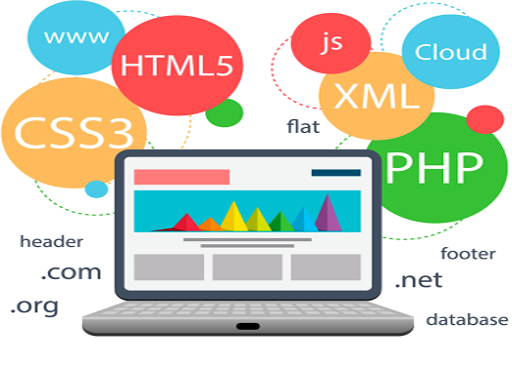 www
HTML5
js
Cloud
XML
CSS3
flat
PHP
header
footer
.com
.net
.org
database